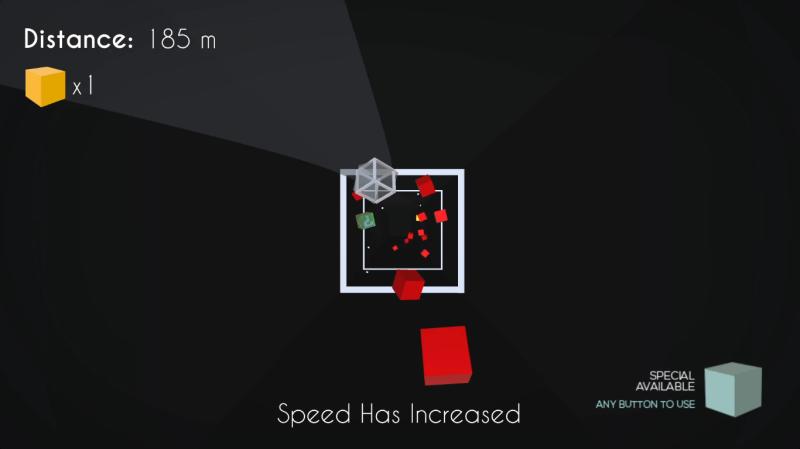 Distance: 185 m
x1
Speed Has Increased
SPECIAL
AVAILABLE
ANY BUTTON TO USE